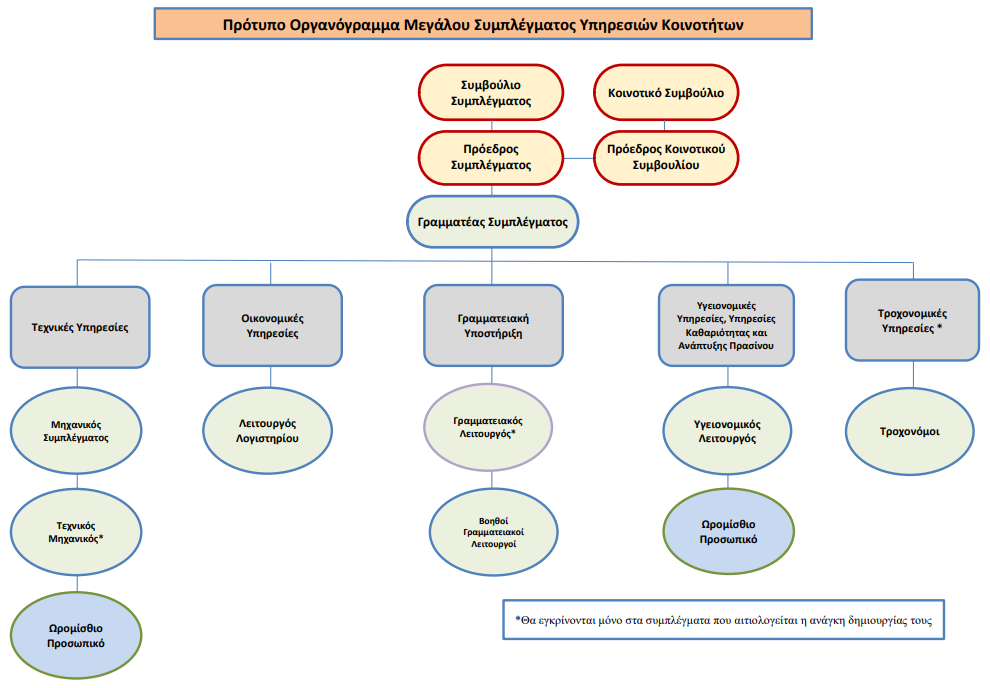 Πρότυπο Οργανόγραμμα Μεγάλου Συμπλέγματος Υπηρεσιών Κοινοτήτων
Συμβούλιο
Συμπλέγματος
Κοινοτικό Συμβούλιο
Πρόεδρος
Συμπλέγματος
Πρόεδρος Κοινοτικού
Συμβουλίου
Γραμματέας Συμπλέγματος
Τεχνικές Υπηρεσίες
Οικονομικές
Υπηρεσίες
Γραμματειακή
Υποστήριξη
Υγειονομικές
Υπηρεσίες, Υπηρεσίες
Καθαριότητας και
Ανάπτυξης Πρασίνου
Τροχονομικές
Υπηρεσίες *
Μηχανικός
Συμπλέγματος
Λειτουργός
Λογιστηρίου
Γραμματειακός
Λειτουργός*
Υγειονομικός
Λειτουργός
Τροχονόμοι
Τεχνικός
Μηχανικός*
Βοηθοί
Γραμματειακοί
Λειτουργοί
Ωρομίσθιο
Προσωπικό
Ωρομίσθιο
Προσωπικό
*Θα εγκρίνονται μόνο στα συμπλέγματα που αιτιολογείται η ανάγκη δημιουργίας τους